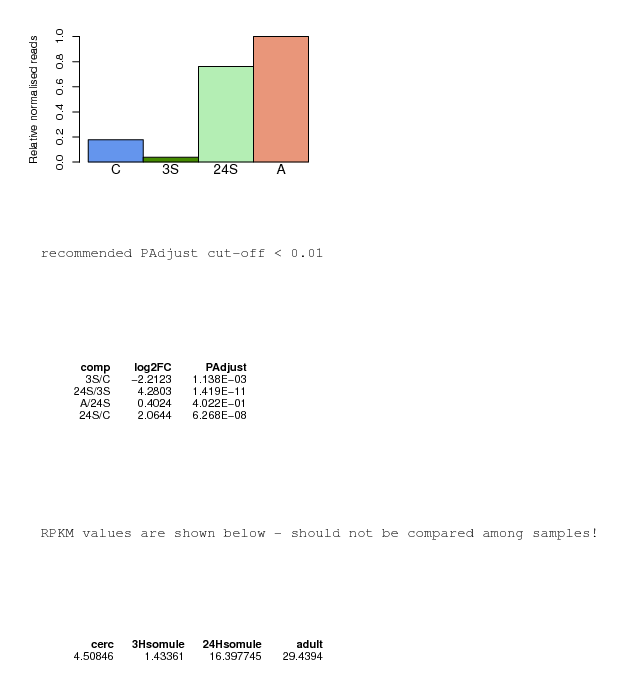 Relative normalised reads
1.0
0.8
0.6
0.4
0.2
0.0
C 3S 24S A
recommended PAdjust cut-off < 0.01
comp log2FC PAdjust
3S/C −2.2123 1.138E−03
24S/3S 4.2803 1.419E−11
A/24S 0.4024 4.022E−01
24S/C 2.0644 6.268E−08
RPKM values are shown below - should not be compared among samples!
cerc 3Hsomule 24Hsomule adult
4.50846 1.43361 16.397745 29.4394